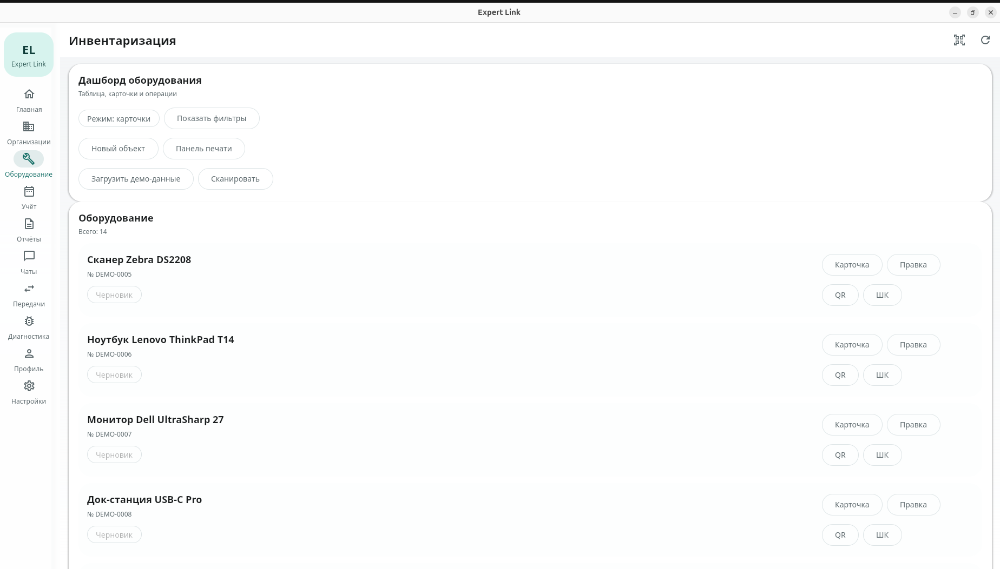 Expert Link
EL
Expert Link
Главная
Организации
Оборудование
Учёт
Отчёты
Чаты
Передачи
Диагностика
Профиль
Настройки
Инвентаризация
Дашборд оборудования
Таблица, карточки и операции
Режим: карточки Показать фильтры
Новый объект Панель печати
Загрузить демо-данные Сканировать
Оборудование
Всего: 14
Сканер Zebra DS2208
№ DEMO-0005
Черновик
Карточка Правка
QR ШК
Ноутбук Lenovo ThinkPad T14
№ DEMO-0006
Черновик
Карточка Правка
QR ШК
Монитор Dell UltraSharp 27
№ DEMO-0007
Черновик
Карточка Правка
QR ШК
Док-станция USB-C Pro
№ DEMO-0008
Черновик
Карточка Правка
QR ШК